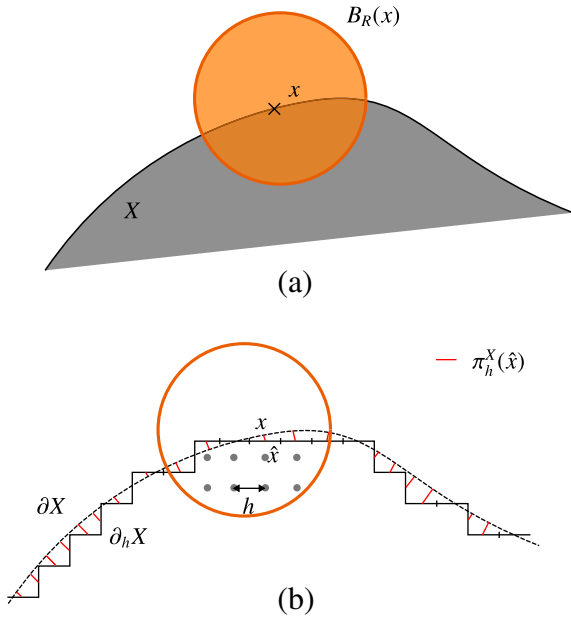 B_R(x)
x
X
(a)
π_h^X(x̂)
x
x̂
h
∂X
∂_hX
(b)